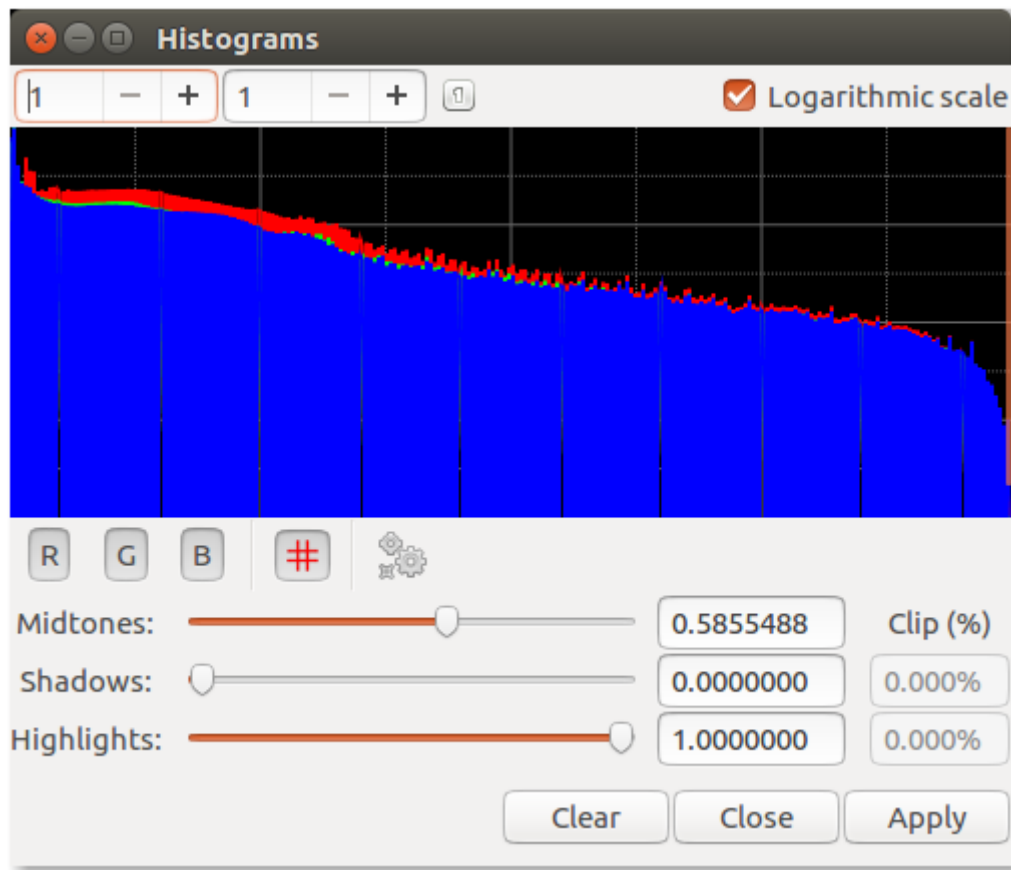 Histograms
1 − + 1 − + 1 Logarithmic scale
R G B
Midtones: 0.5855488 Clip (%)
Shadows: 0.0000000 0.000%
Highlights: 1.0000000 0.000%
Clear Close Apply